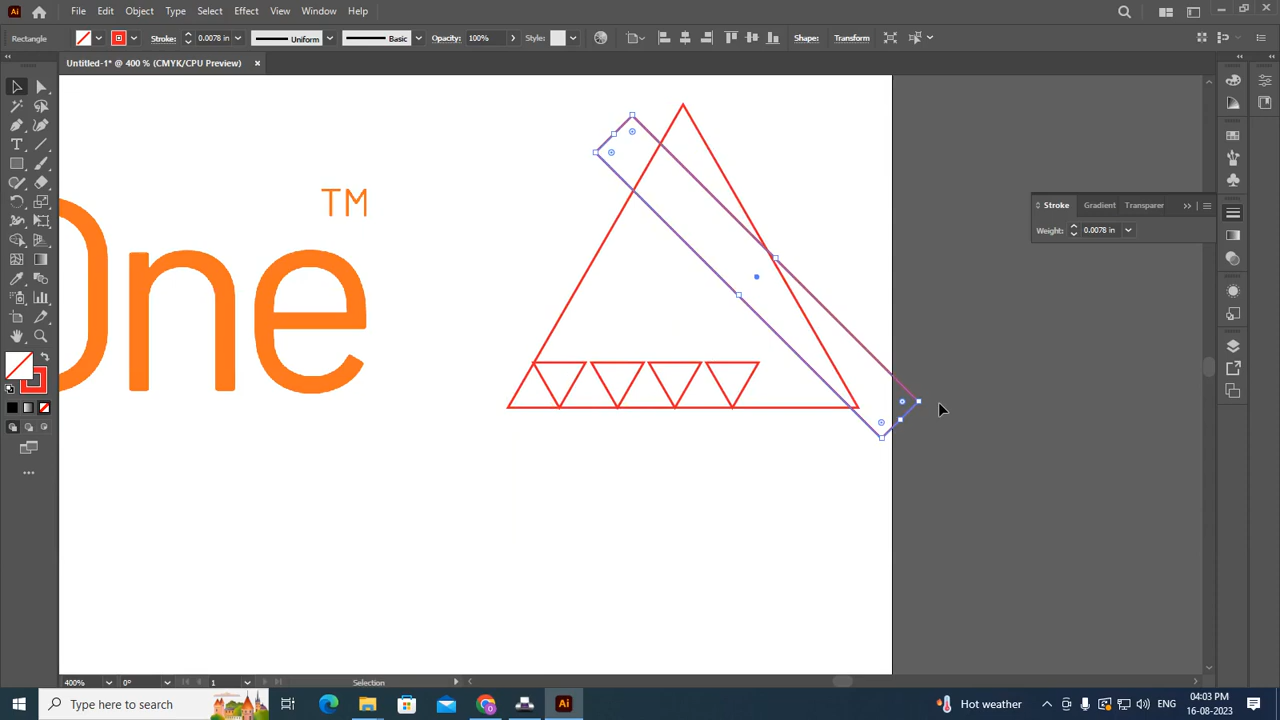 File Edit Object Type Select Effect View Window Help
Rectangle Stroke: 0.0078 in Uniform Basic Opacity: 100% Style: Shape: Transform
Untitled-1* @ 400 % (CMYK/CPU Preview)
TM
One
Stroke Gradient Transparer
Weight: 0.0078 in
400% 0° 1 Selection
Type here to search
Hot weather
ENG
04:03 PM
16-08-2023